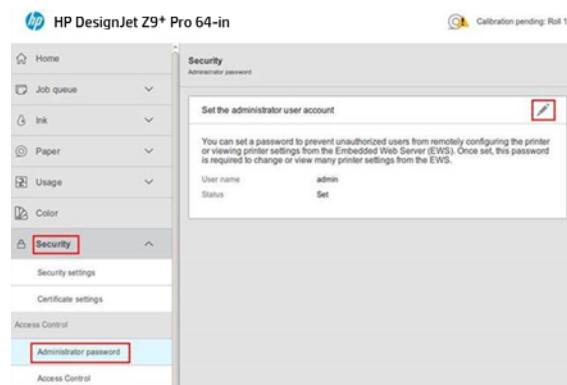 hp HP DesignJet Z9+ Pro 64-in
Calibration pending: Roll 1
Home
Job queue
Ink
Paper
Usage
Color
Security
Security settings
Certificate settings
Access Control
Administrator password
Access Control
Security
Administrator password
Set the administrator user account
You can set a password to prevent unauthorized users from remotely configuring the printer
or viewing printer settings from the Embedded Web Server (EWS). Once set, this password
is required to change or view many printer settings from the EWS.
User name admin
Status Set